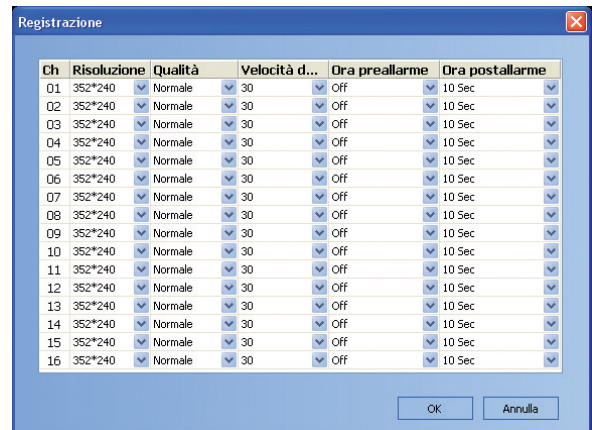 Registrazione
Ch Risoluzione Qualità Velocità d... Ora preallarme Ora postallarme
01 352*240 Normale 30 Off 10 Sec
02 352*240 Normale 30 Off 10 Sec
03 352*240 Normale 30 Off 10 Sec
04 352*240 Normale 30 Off 10 Sec
05 352*240 Normale 30 Off 10 Sec
06 352*240 Normale 30 Off 10 Sec
07 352*240 Normale 30 Off 10 Sec
08 352*240 Normale 30 Off 10 Sec
09 352*240 Normale 30 Off 10 Sec
10 352*240 Normale 30 Off 10 Sec
11 352*240 Normale 30 Off 10 Sec
12 352*240 Normale 30 Off 10 Sec
13 352*240 Normale 30 Off 10 Sec
14 352*240 Normale 30 Off 10 Sec
15 352*240 Normale 30 Off 10 Sec
16 352*240 Normale 30 Off 10 Sec
OK Annulla